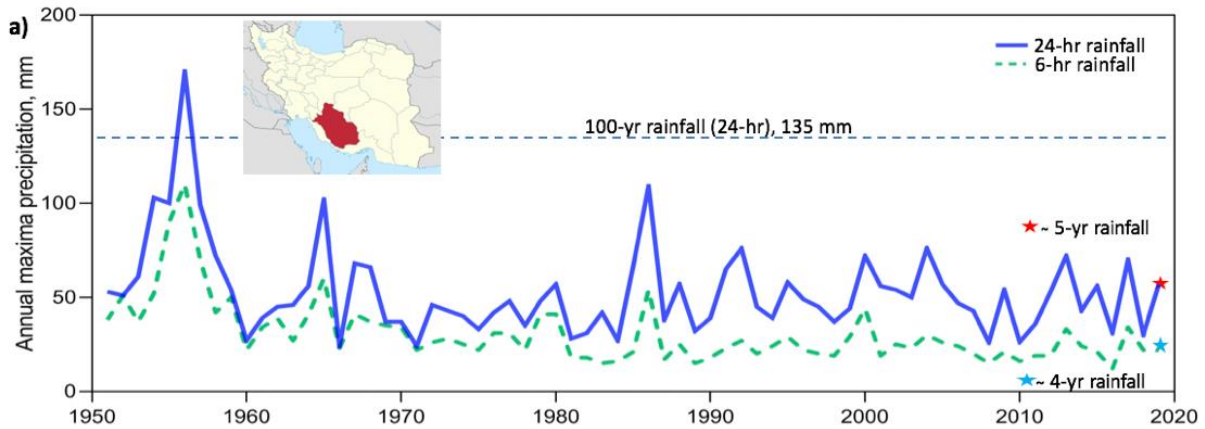 a)
Annual maxima precipitation, mm
200
150
100
50
0
24-hr rainfall
6-hr rainfall
100-yr rainfall (24-hr), 135 mm
~ 5-yr rainfall
~ 4-yr rainfall
1950 1960 1970 1980 1990 2000 2010 2020